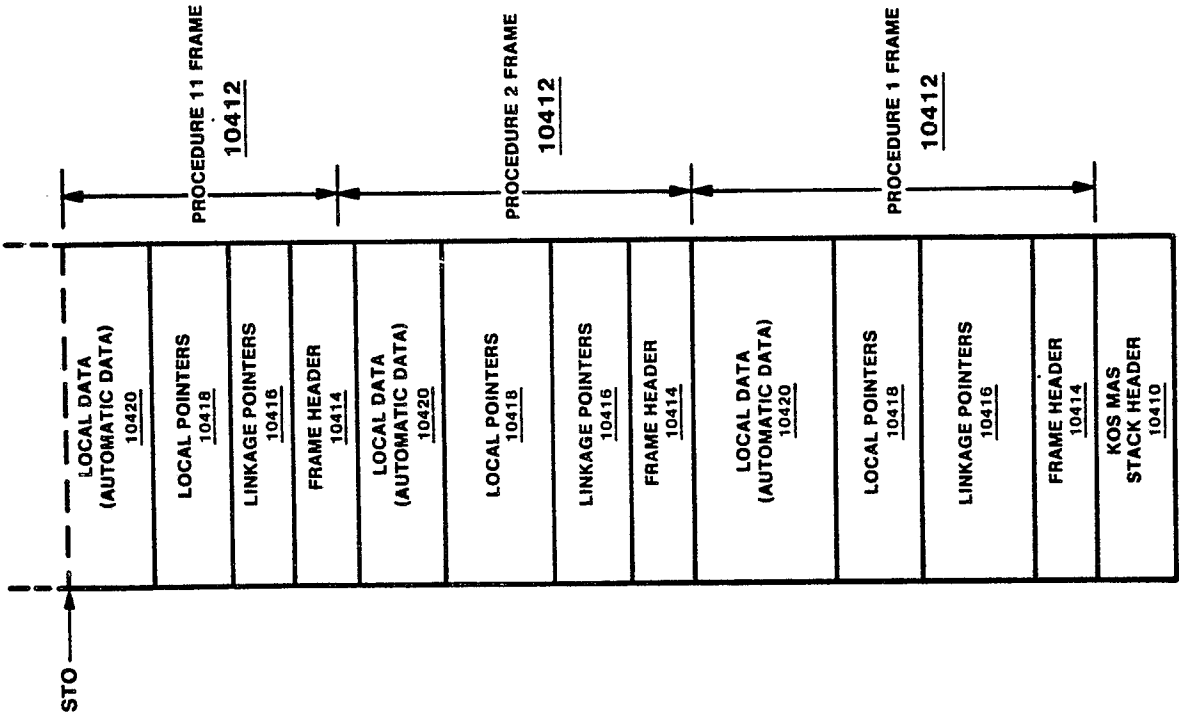 STO
LOCAL DATA
(AUTOMATIC DATA)
10420
LOCAL POINTERS
10418
LINKAGE POINTERS
10416
FRAME HEADER
10414
PROCEDURE 11 FRAME
10412
LOCAL DATA
(AUTOMATIC DATA)
10420
LOCAL POINTERS
10418
LINKAGE POINTERS
10416
FRAME HEADER
10414
PROCEDURE 2 FRAME
10412
LOCAL DATA
(AUTOMATIC DATA)
10420
LOCAL POINTERS
10418
LINKAGE POINTERS
10416
FRAME HEADER
10414
PROCEDURE 1 FRAME
10412
KOS MAS
STACK HEADER
10410